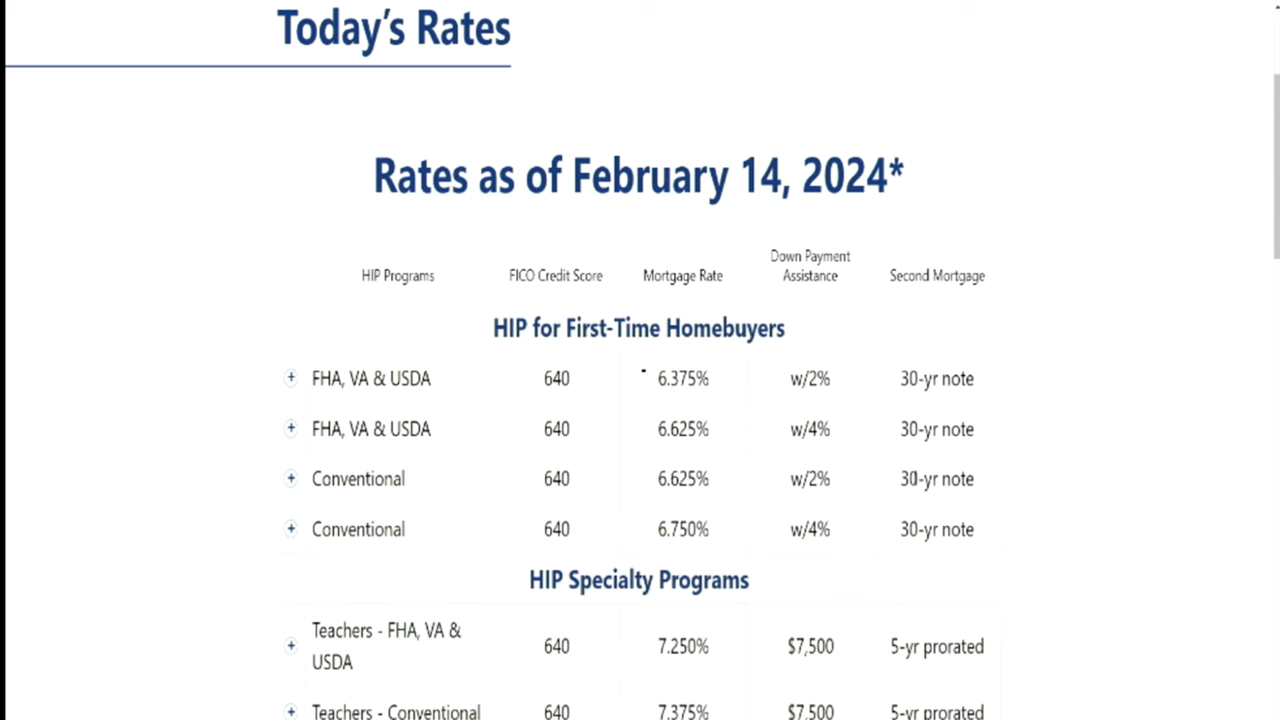 Today's Rates
Rates as of February 14, 2024*
HIP Programs FICO Credit Score Mortgage Rate Down Payment Assistance Second Mortgage
HIP for First-Time Homebuyers
+ FHA, VA & USDA 640 6.375% w/2% 30-yr note
+ FHA, VA & USDA 640 6.625% w/4% 30-yr note
+ Conventional 640 6.625% w/2% 30-yr note
+ Conventional 640 6.750% w/4% 30-yr note
HIP Specialty Programs
+ Teachers - FHA, VA & USDA 640 7.250% $7,500 5-yr prorated
+ Teachers - Conventional 640 7.375% $7,500 5-yr prorated